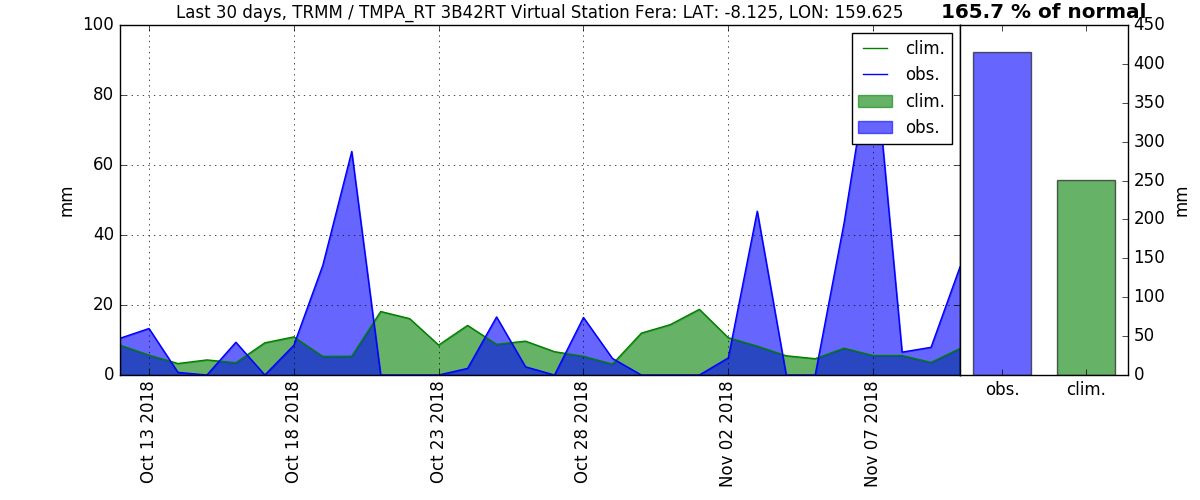 Last 30 days, TRMM / TMPA_RT 3B42RT Virtual Station Fera: LAT: -8.125, LON: 159.625
165.7 % of normal
100
80
60
40
20
0
mm
clim.
obs.
clim.
obs.
Oct 13 2018
Oct 18 2018
Oct 23 2018
Oct 28 2018
Nov 02 2018
Nov 07 2018
450
400
350
300
250
200
150
100
50
0
mm
obs.
clim.